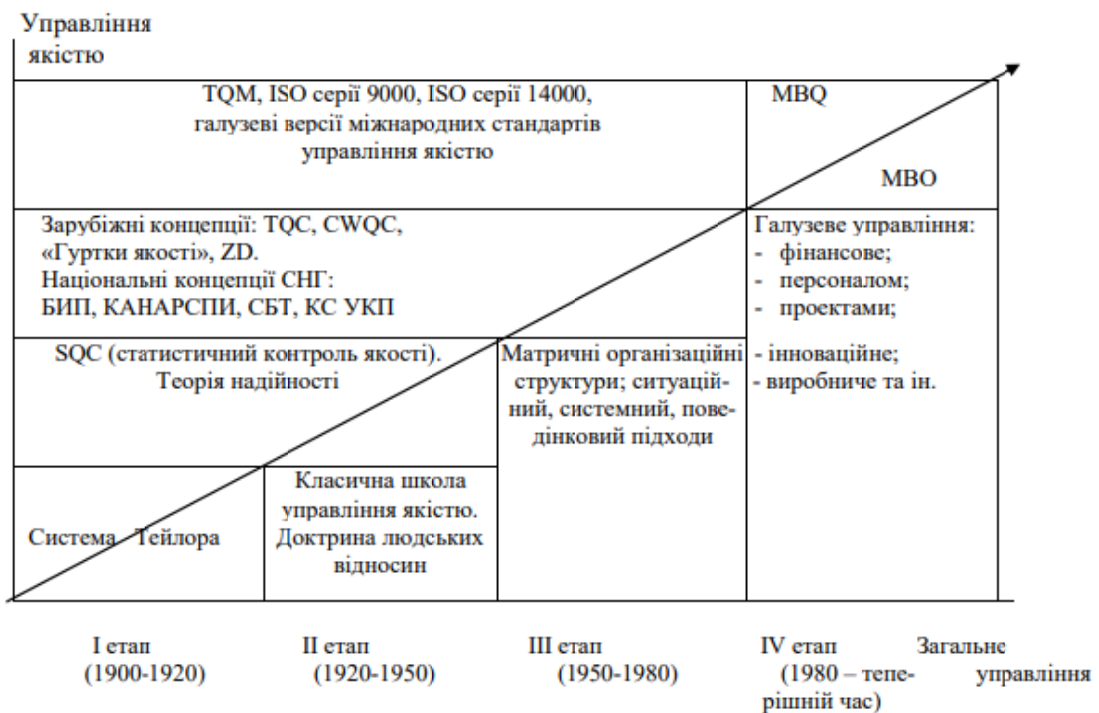 Управління
якістю
TQM, ISO серії 9000, ISO серії 14000,
галузеві версії міжнародних стандартів
управління якістю
MBQ
MBO
Зарубіжні концепції: TQC, CWQC,
«Гуртки якості», ZD.
Національні концепції СНГ:
БИП, КАНАРСПИ, СБТ, КС УКП
Галузеве управління:
- фінансове;
- персоналом;
- проектами;
- інноваційне;
- виробниче та ін.
SQC (статистичний контроль якості).
Теорія надійності
Матричні організаційні
структури; ситуацій-
ний, системний, пове-
дінковий підходи
Система Тейлора
Класична школа
управління якістю.
Доктрина людських
відносин
I етап
(1900-1920)
II етап
(1920-1950)
III етап
(1950-1980)
IV етап
(1980 – тепе-
рішній час)
Загальне
управління